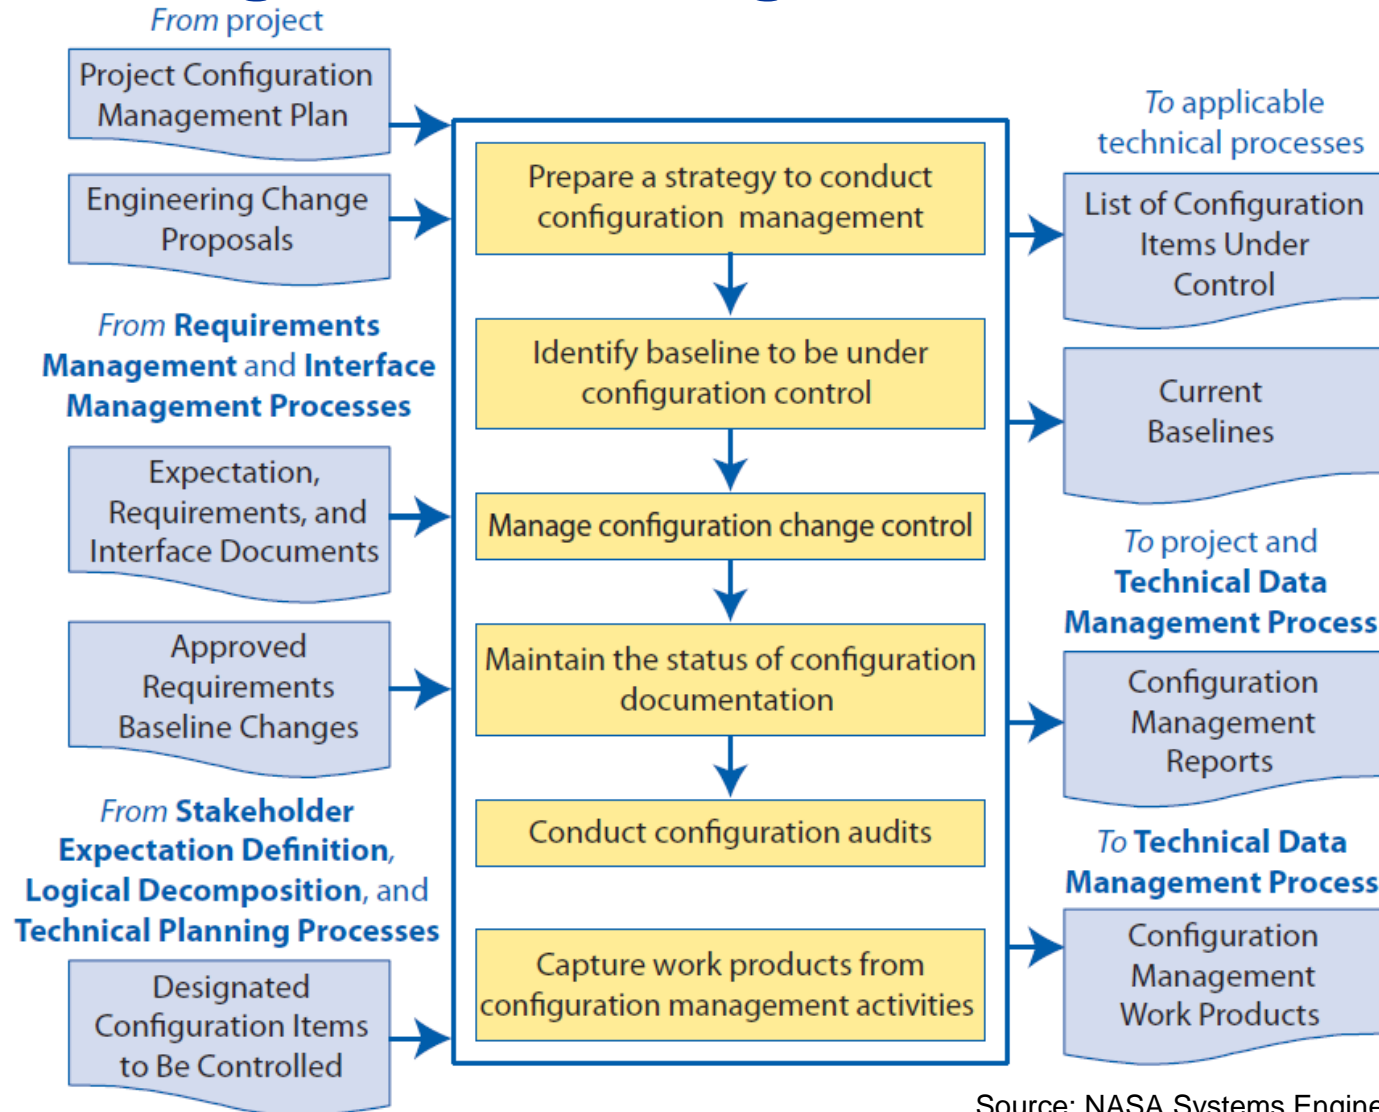 From project
Project Configuration
Management Plan
Engineering Change
Proposals
From Requirements
Management and Interface
Management Processes
Expectation,
Requirements, and
Interface Documents
Approved
Requirements
Baseline Changes
From Stakeholder
Expectation Definition,
Logical Decomposition, and
Technical Planning Processes
Designated
Configuration Items
to Be Controlled
Prepare a strategy to conduct
configuration management
Identify baseline to be under
configuration control
Manage configuration change control
Maintain the status of configuration
documentation
Conduct configuration audits
Capture work products from
configuration management activities
To applicable
technical processes
List of Configuration
Items Under
Control
Current
Baselines
To project and
Technical Data
Management Process
Configuration
Management
Reports
To Technical Data
Management Process
Configuration
Management
Work Products
Source: NASA Systems